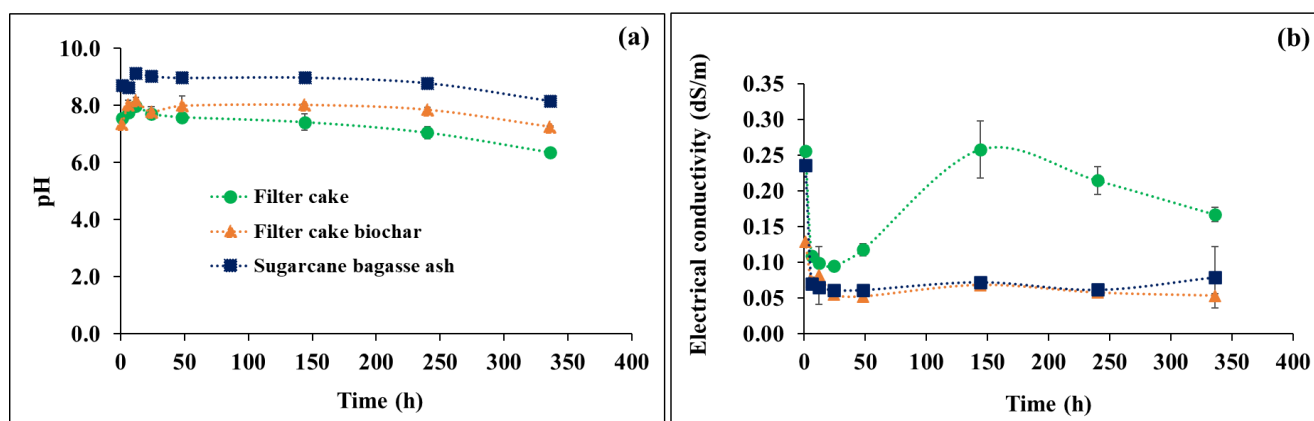 (a)
10.0
8.0
6.0
4.0
2.0
0.0
pH
Filter cake
Filter cake biochar
Sugarcane bagasse ash
0 50 100 150 200 250 300 350 400
Time (h)
(b)
0.35
0.30
0.25
0.20
0.15
0.10
0.05
0.00
Electrical conductivity (dS/m)
0 50 100 150 200 250 300 350 400
Time (h)